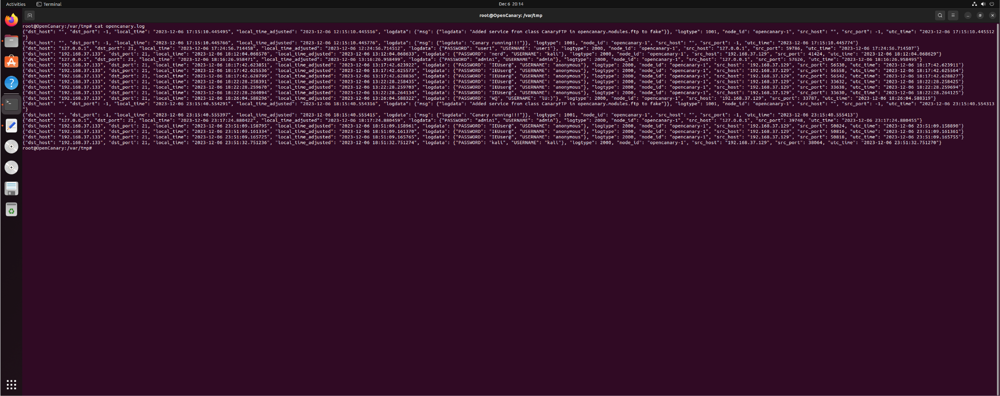 Activities
Terminal
Dec 6 20:14
root@OpenCanary: /var/tmp
root@OpenCanary:/var/tmp# cat opencanary.log
{"dst_host": "", "dst_port": -1, "local_time": "2023-12-06 17:15:10.445495", "local_time_adjusted": "2023-12-06 12:15:10.445516", "logdata": {"msg": {"logdata": "Added service from class CanaryFTP in opencanary.modules.ftp to fake"}}, "logtype": 1001, "node_id": "opencanary-1", "src_host": "", "src_port": -1, "utc_time": "2023-12-06 17:15:10.445512
"}
{"dst_host": "", "dst_port": -1, "local_time": "2023-12-06 17:15:10.445766", "local_time_adjusted": "2023-12-06 12:15:10.445776", "logdata": {"msg": {"logdata": "Canary running!!!"}}, "logtype": 1001, "node_id": "opencanary-1", "src_host": "", "src_port": -1, "utc_time": "2023-12-06 17:15:10.445774"}
{"dst_host": "127.0.0.1", "dst_port": 21, "local_time": "2023-12-06 17:24:56.714458", "local_time_adjusted": "2023-12-06 12:24:56.714512", "logdata": {"PASSWORD": "user1", "USERNAME": "user1"}, "logtype": 2000, "node_id": "opencanary-1", "src_host": "127.0.0.1", "src_port": 59786, "utc_time": "2023-12-06 17:24:56.714507"}
{"dst_host": "192.168.37.133", "dst_port": 21, "local_time": "2023-12-06 18:12:04.068570", "local_time_adjusted": "2023-12-06 13:12:04.068633", "logdata": {"PASSWORD": "nerd", "USERNAME": "kali"}, "logtype": 2000, "node_id": "opencanary-1", "src_host": "192.168.37.129", "src_port": 41424, "utc_time": "2023-12-06 18:12:04.068629"}
{"dst_host": "127.0.0.1", "dst_port": 21, "local_time": "2023-12-06 18:16:26.958471", "local_time_adjusted": "2023-12-06 13:16:26.958499", "logdata": {"PASSWORD": "admin1", "USERNAME": "admin"}, "logtype": 2000, "node_id": "opencanary-1", "src_host": "127.0.0.1", "src_port": 57626, "utc_time": "2023-12-06 18:16:26.958495"}
{"dst_host": "192.168.37.133", "dst_port": 21, "local_time": "2023-12-06 18:17:42.623851", "local_time_adjusted": "2023-12-06 13:17:42.623922", "logdata": {"PASSWORD": "IEUser@", "USERNAME": "anonymous"}, "logtype": 2000, "node_id": "opencanary-1", "src_host": "192.168.37.129", "src_port": 56530, "utc_time": "2023-12-06 18:17:42.623911"}
{"dst_host": "192.168.37.133", "dst_port": 21, "local_time": "2023-12-06 18:17:42.625536", "local_time_adjusted": "2023-12-06 13:17:42.625573", "logdata": {"PASSWORD": "IEUser@", "USERNAME": "anonymous"}, "logtype": 2000, "node_id": "opencanary-1", "src_host": "192.168.37.129", "src_port": 56558, "utc_time": "2023-12-06 18:17:42.625564"}
{"dst_host": "192.168.37.133", "dst_port": 21, "local_time": "2023-12-06 18:17:42.628799", "local_time_adjusted": "2023-12-06 13:17:42.628836", "logdata": {"PASSWORD": "IEUser@", "USERNAME": "anonymous"}, "logtype": 2000, "node_id": "opencanary-1", "src_host": "192.168.37.129", "src_port": 56542, "utc_time": "2023-12-06 18:17:42.628827"}
{"dst_host": "192.168.37.133", "dst_port": 21, "local_time": "2023-12-06 18:22:28.258391", "local_time_adjusted": "2023-12-06 13:22:28.258435", "logdata": {"PASSWORD": "IEUser@", "USERNAME": "anonymous"}, "logtype": 2000, "node_id": "opencanary-1", "src_host": "192.168.37.129", "src_port": 33632, "utc_time": "2023-12-06 18:22:28.258425"}
{"dst_host": "192.168.37.133", "dst_port": 21, "local_time": "2023-12-06 18:22:28.259670", "local_time_adjusted": "2023-12-06 13:22:28.259703", "logdata": {"PASSWORD": "IEUser@", "USERNAME": "anonymous"}, "logtype": 2000, "node_id": "opencanary-1", "src_host": "192.168.37.129", "src_port": 33638, "utc_time": "2023-12-06 18:22:28.259694"}
{"dst_host": "192.168.37.133", "dst_port": 21, "local_time": "2023-12-06 18:22:28.264094", "local_time_adjusted": "2023-12-06 13:22:28.264134", "logdata": {"PASSWORD": "IEUser@", "USERNAME": "anonymous"}, "logtype": 2000, "node_id": "opencanary-1", "src_host": "192.168.37.129", "src_port": 33630, "utc_time": "2023-12-06 18:22:28.264125"}
{"dst_host": "192.168.37.133", "dst_port": 21, "local_time": "2023-12-06 18:26:04.588296", "local_time_adjusted": "2023-12-06 13:26:04.588322", "logdata": {"PASSWORD": "WQ", "USERNAME": "lU:)"}, "logtype": 2000, "node_id": "opencanary-1", "src_host": "192.168.37.129", "src_port": 33787, "utc_time": "2023-12-06 18:26:04.588319"}
{"dst_host": "", "dst_port": -1, "local_time": "2023-12-06 23:15:40.554291", "local_time_adjusted": "2023-12-06 18:15:40.554316", "logdata": {"msg": {"logdata": "Added service from class CanaryFTP in opencanary.modules.ftp to fake"}}, "logtype": 1001, "node_id": "opencanary-1", "src_host": "", "src_port": -1, "utc_time": "2023-12-06 23:15:40.554313
"}
{"dst_host": "", "dst_port": -1, "local_time": "2023-12-06 23:15:40.555397", "local_time_adjusted": "2023-12-06 18:15:40.555415", "logdata": {"msg": {"logdata": "Canary running!!!"}}, "logtype": 1001, "node_id": "opencanary-1", "src_host": "", "src_port": -1, "utc_time": "2023-12-06 23:15:40.555413"}
{"dst_host": "127.0.0.1", "dst_port": 21, "local_time": "2023-12-06 23:17:24.880422", "local_time_adjusted": "2023-12-06 18:17:24.880459", "logdata": {"PASSWORD": "admin1", "USERNAME": "admin"}, "logtype": 2000, "node_id": "opencanary-1", "src_host": "127.0.0.1", "src_port": 39748, "utc_time": "2023-12-06 23:17:24.880455"}
{"dst_host": "192.168.37.133", "dst_port": 21, "local_time": "2023-12-06 23:51:09.158795", "local_time_adjusted": "2023-12-06 18:51:09.158961", "logdata": {"PASSWORD": "IEUser@", "USERNAME": "anonymous"}, "logtype": 2000, "node_id": "opencanary-1", "src_host": "192.168.37.129", "src_port": 50824, "utc_time": "2023-12-06 23:51:09.158890"}
{"dst_host": "192.168.37.133", "dst_port": 21, "local_time": "2023-12-06 23:51:09.161334", "local_time_adjusted": "2023-12-06 18:51:09.161370", "logdata": {"PASSWORD": "IEUser@", "USERNAME": "anonymous"}, "logtype": 2000, "node_id": "opencanary-1", "src_host": "192.168.37.129", "src_port": 50816, "utc_time": "2023-12-06 23:51:09.161361"}
{"dst_host": "192.168.37.133", "dst_port": 21, "local_time": "2023-12-06 23:51:09.165725", "local_time_adjusted": "2023-12-06 18:51:09.165765", "logdata": {"PASSWORD": "IEUser@", "USERNAME": "anonymous"}, "logtype": 2000, "node_id": "opencanary-1", "src_host": "192.168.37.129", "src_port": 50818, "utc_time": "2023-12-06 23:51:09.165755"}
{"dst_host": "192.168.37.133", "dst_port": 21, "local_time": "2023-12-06 23:51:32.751236", "local_time_adjusted": "2023-12-06 18:51:32.751274", "logdata": {"PASSWORD": "kali", "USERNAME": "kali"}, "logtype": 2000, "node_id": "opencanary-1", "src_host": "192.168.37.129", "src_port": 38064, "utc_time": "2023-12-06 23:51:32.751270"}
root@OpenCanary:/var/tmp#